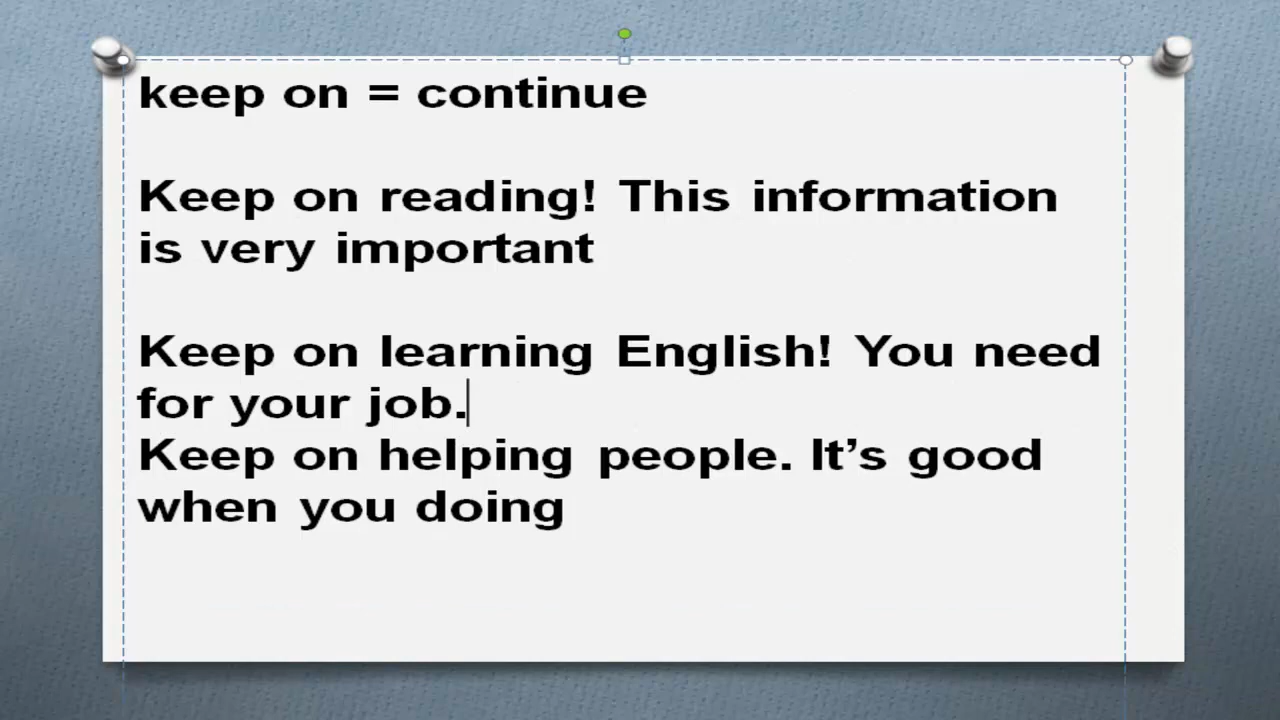 keep on = continue
Keep on reading! This information
is very important
Keep on learning English! You need
for your job.
Keep on helping people. It’s good
when you doing